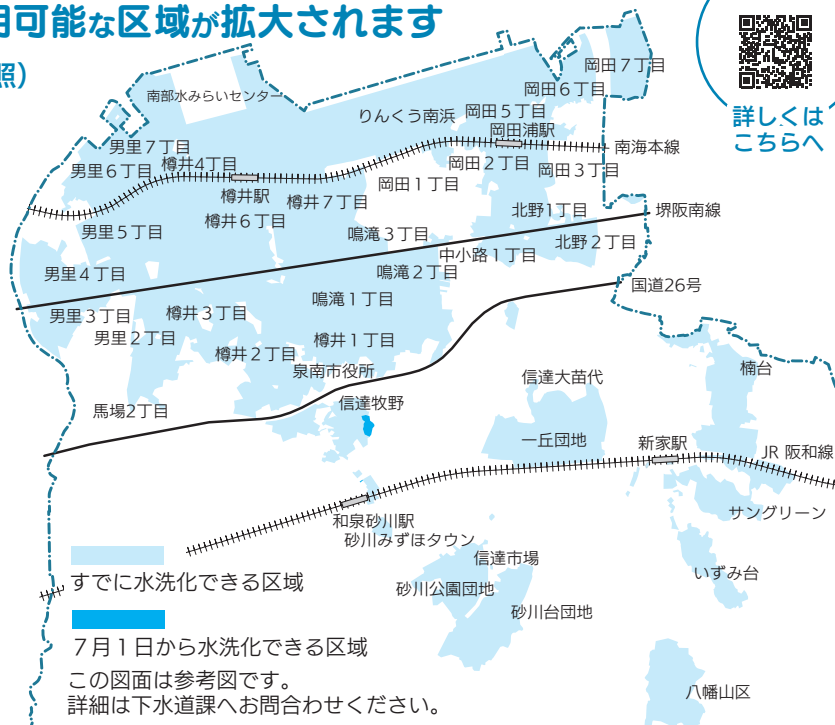 用可能な区域が拡大されます
照)
詳しくは
こちらへ
岡田7丁目
岡田6丁目
南部水みらいセンター
りんくう南浜
岡田5丁目
岡田浦駅
南海本線
男里7丁目
樽井4丁目
男里6丁目
岡田2丁目
岡田3丁目
岡田1丁目
樽井駅
樽井7丁目
樽井6丁目
北野1丁目
堺阪南線
男里5丁目
鳴滝3丁目
北野2丁目
中小路1丁目
男里4丁目
鳴滝2丁目
国道26号
鳴滝1丁目
男里3丁目
樽井3丁目
男里2丁目
樽井1丁目
樽井2丁目
泉南市役所
楠台
信達大苗代
馬場2丁目
信達牧野
一丘団地
新家駅
JR 阪和線
サングリーン
和泉砂川駅
砂川みずほタウン
信達市場
いずみ台
砂川公園団地
砂川台団地
八幡山区
すでに水洗化できる区域
7月1日から水洗化できる区域
この図面は参考図です。
詳細は下水道課へお問合わせください。